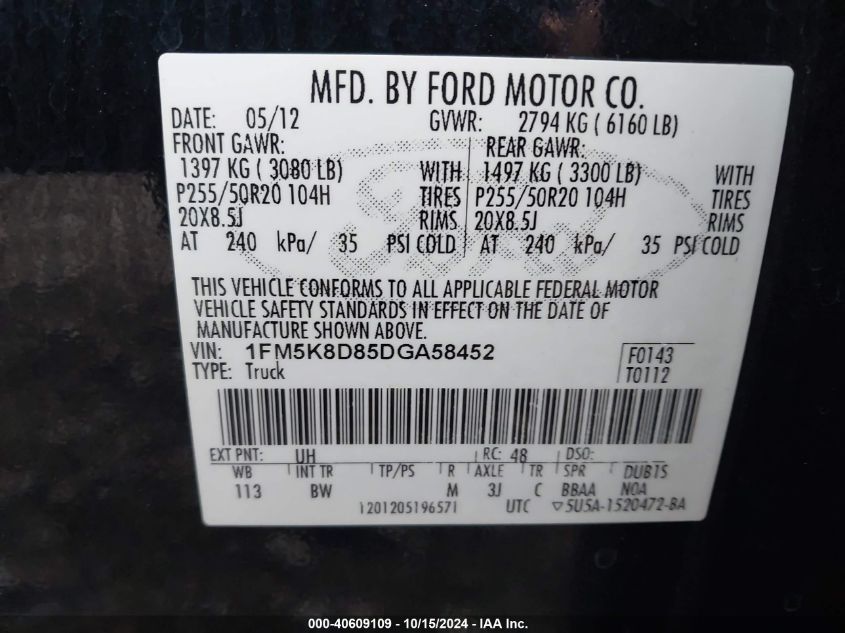 MFD. BY FORD MOTOR CO.
DATE: 05/12 GVWR: 2794 KG ( 6160 LB)
FRONT GAWR: REAR GAWR:
1397 KG ( 3080 LB) WITH 1497 KG ( 3300 LB) WITH
P255/50R20 104H TIRES P255/50R20 104H TIRES
20X8.5J RIMS 20X8.5J RIMS
AT 240 kPa/ 35 PSI COLD AT 240 kPa/ 35 PSI COLD
THIS VEHICLE CONFORMS TO ALL APPLICABLE FEDERAL MOTOR
VEHICLE SAFETY STANDARDS IN EFFECT ON THE DATE OF
MANUFACTURE SHOWN ABOVE.
VIN: 1FM5K8D85DGA58452 F0143
TYPE: Truck T0112
EXT PNT: UH RC: 48 DSO:
WB INT TR TP/PS R AXLE TR SPR DUB1S
113 BW M 3J C BBAA NOA
1201205196571 UTC ▽5U5A-1520472-BA
000-40609109 - 10/15/2024 - IAA Inc.